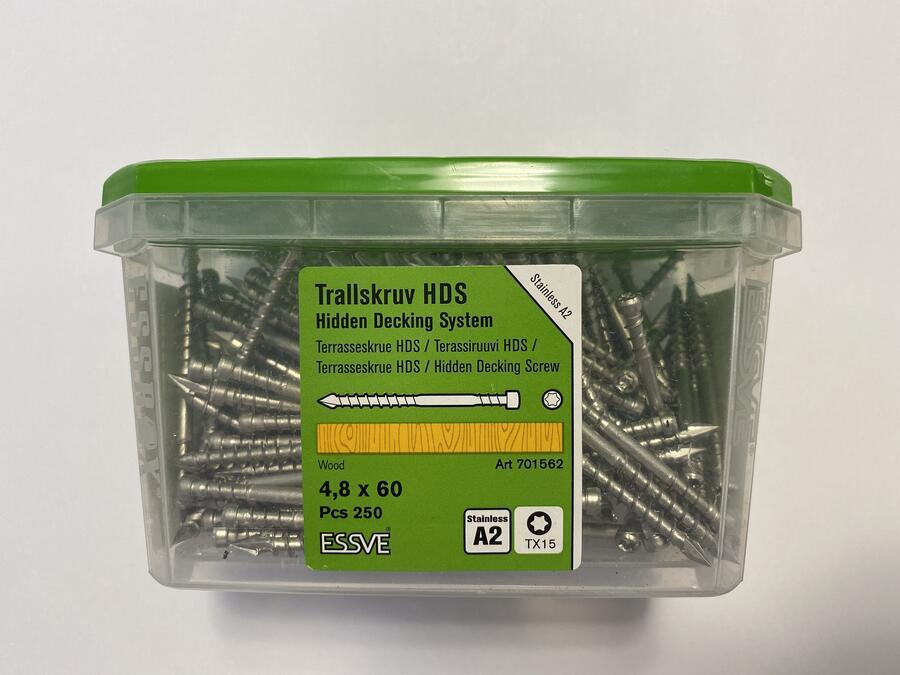 Trallskruv HDS
Hidden Decking System
Terrasseskrue HDS / Terassiruuvi HDS /
Terrasseskrue HDS / Hidden Decking Screw
Stainless A2
Wood
Art 701562
4,8 x 60
Pcs 250
ESSVE®
Stainless
A2
TX15
ESSBOX
ESSVE